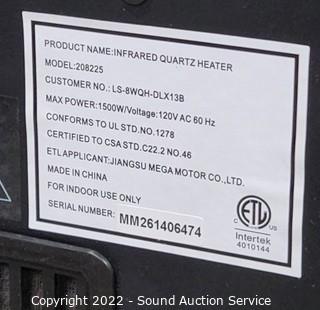 PRODUCT NAME:INFRARED QUARTZ HEATER
MODEL:208225
CUSTOMER NO.: LS-8WQH-DLX13B
MAX POWER:1500W/Voltage:120V AC 60 Hz
CONFORMS TO UL STD.NO.1278
CERTIFIED TO CSA STD.C22.2 NO.46
ETL APPLICANT:JIANGSU MEGA MOTOR CO.,LTD.
MADE IN CHINA
FOR INDOOR USE ONLY
SERIAL NUMBER: MM261406474
C ETL US
Intertek
4010144
Copyright 2022 - Sound Auction Service